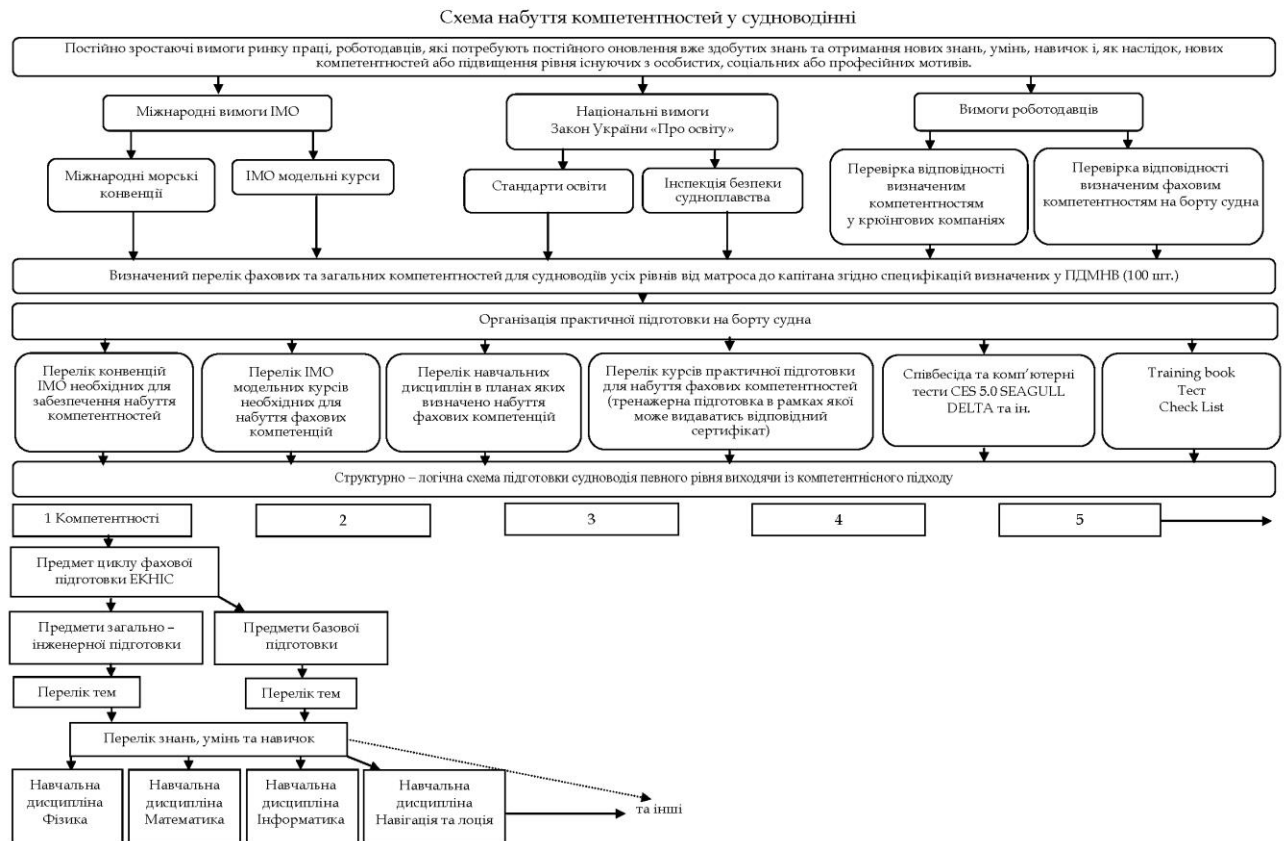 Схема набуття компетентностей у судноводінні
Постійно зростаючі вимоги ринку праці, роботодавців, які потребують постійного оновлення вже здобутих знань та отримання нових знань, умінь, навичок і, як наслідок, нових
компетентностей або підвищення рівня існуючих з особистих, соціальних або професійних мотивів.
Міжнародні вимоги ІМО
Національні вимоги
Закон України «Про освіту»
Вимоги роботодавців
Міжнародні морські
конвенції
ІМО модельні курси
Стандарти освіти
Інспекція безпеки
судноплавства
Перевірка відповідності
визначеним
компетентностям
у крюїнгових компаніях
Перевірка відповідності
визначеним фаховим
компетентностям на борту судна
Визначений перелік фахових та загальних компетентностей для судноводіїв усіх рівнів від матроса до капітана згідно специфікацій визначених у ПДМНВ (100 шт.)
Організація практичної підготовки на борту судна
Перелік конвенцій
ІМО необхідних для
забезпечення набуття
компетентностей
Перелік ІМО
модельних курсів
необхідних для
набуття фахових
компетенцій
Перелік навчальних
дисциплін в планах яких
визначено набуття
фахових компетенцій
Перелік курсів практичної підготовки
для набуття фахових компетентностей
(тренажерна підготовка в рамках якої
може видаватись відповідний
сертифікат)
Співбесіда та комп’ютерні
тести CES 5.0 SEAGULL
DELTA та ін.
Training book
Тест
Check List
Структурно – логічна схема підготовки судноводія певного рівня виходячи із компетентнісного підходу
1 Компетентності
2
3
4
5
Предмет циклу фахової
підготовки ЕКНІС
Предмети загально –
інженерної підготовки
Предмети базової
підготовки
Перелік тем
Перелік тем
Перелік знань, умінь та навичок
Навчальна
дисципліна
Фізика
Навчальна
дисципліна
Математика
Навчальна
дисципліна
Інформатика
Навчальна
дисципліна
Навігація та лоція
та інші